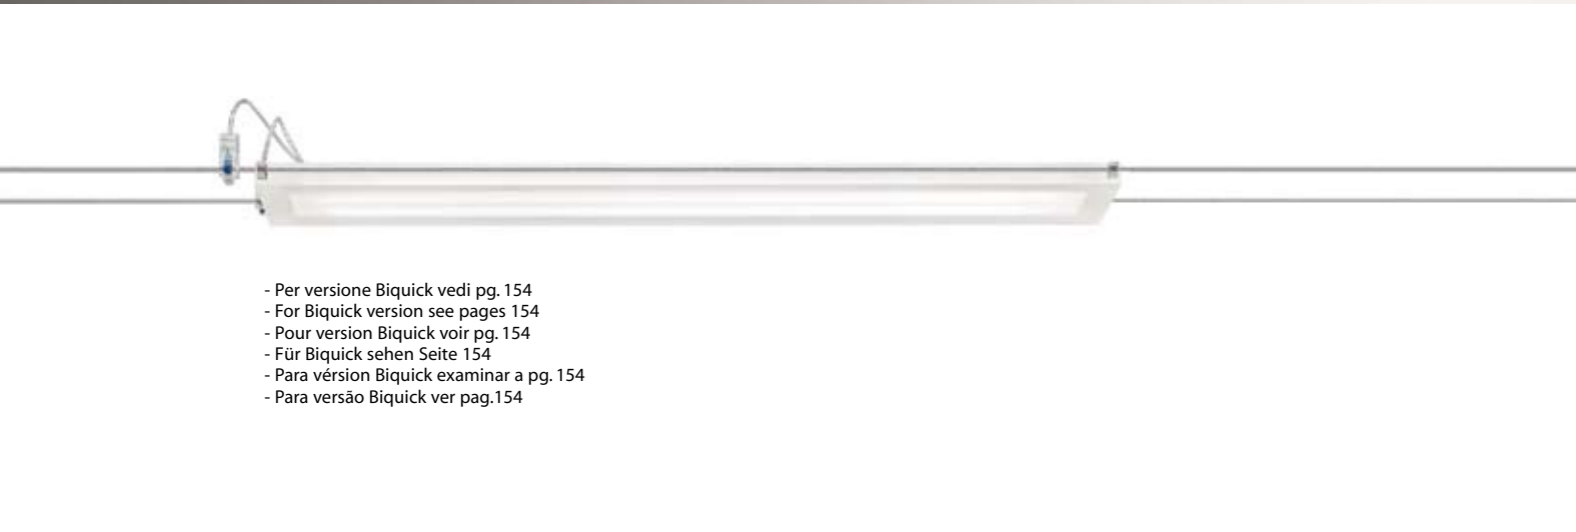 - Per versione Biquick vedi pg. 154
- For Biquick version see pages 154
- Pour version Biquick voir pg. 154
- Für Biquick sehen Seite 154
- Para vérsion Biquick examinar a pg. 154
- Para versão Biquick ver pag.154